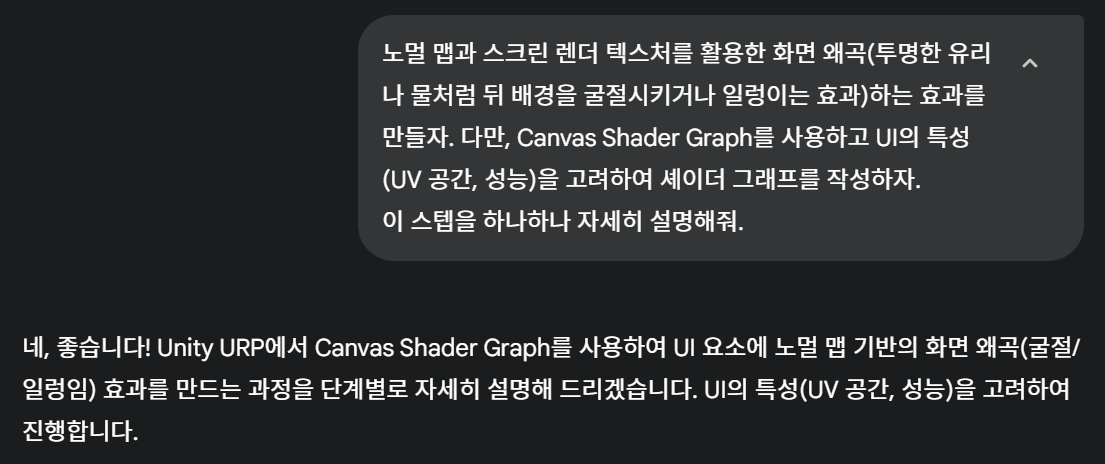 노멀 맵과 스크린 렌더 텍스처를 활용한 화면 왜곡(투명한 유리
나 물처럼 뒤 배경을 굴절시키거나 일렁이는 효과)하는 효과를
만들자. 다만, Canvas Shader Graph를 사용하고 UI의 특성
(UV 공간, 성능)을 고려하여 셰이더 그래프를 작성하자.
이 스텝을 하나하나 자세히 설명해줘.
네, 좋습니다! Unity URP에서 Canvas Shader Graph를 사용하여 UI 요소에 노멀 맵 기반의 화면 왜곡(굴절/
일렁임) 효과를 만드는 과정을 단계별로 자세히 설명해 드리겠습니다. UI의 특성(UV 공간, 성능)을 고려하여
진행합니다.